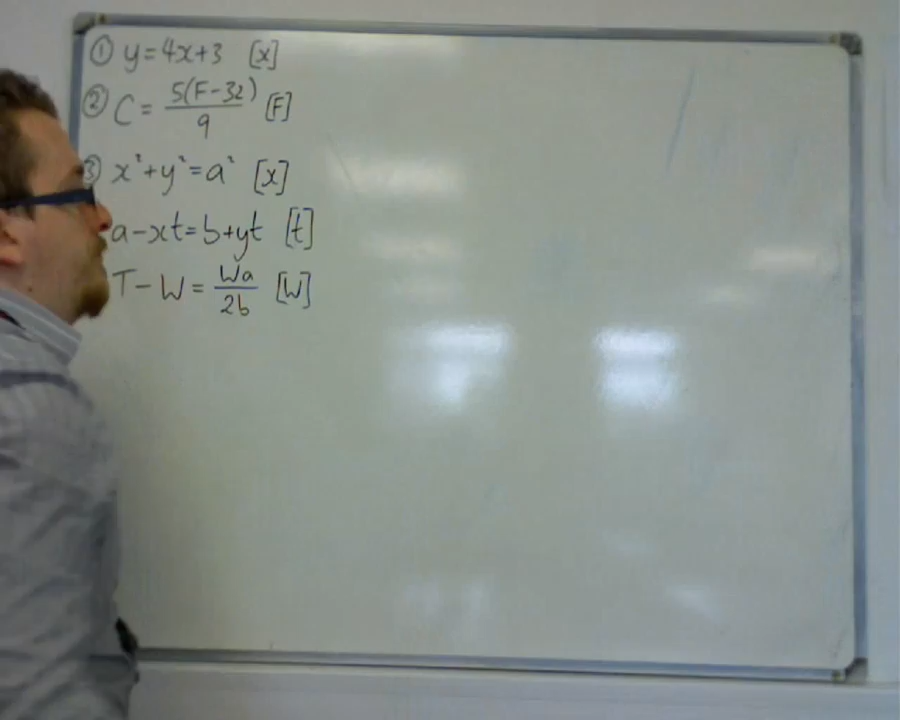 ① y=4x+3 [x]
② C = 5(F-32)/9 [F]
③ x²+y²=a² [x]
a-xt=b+yt [t]
T-W = Wa/2b [W]